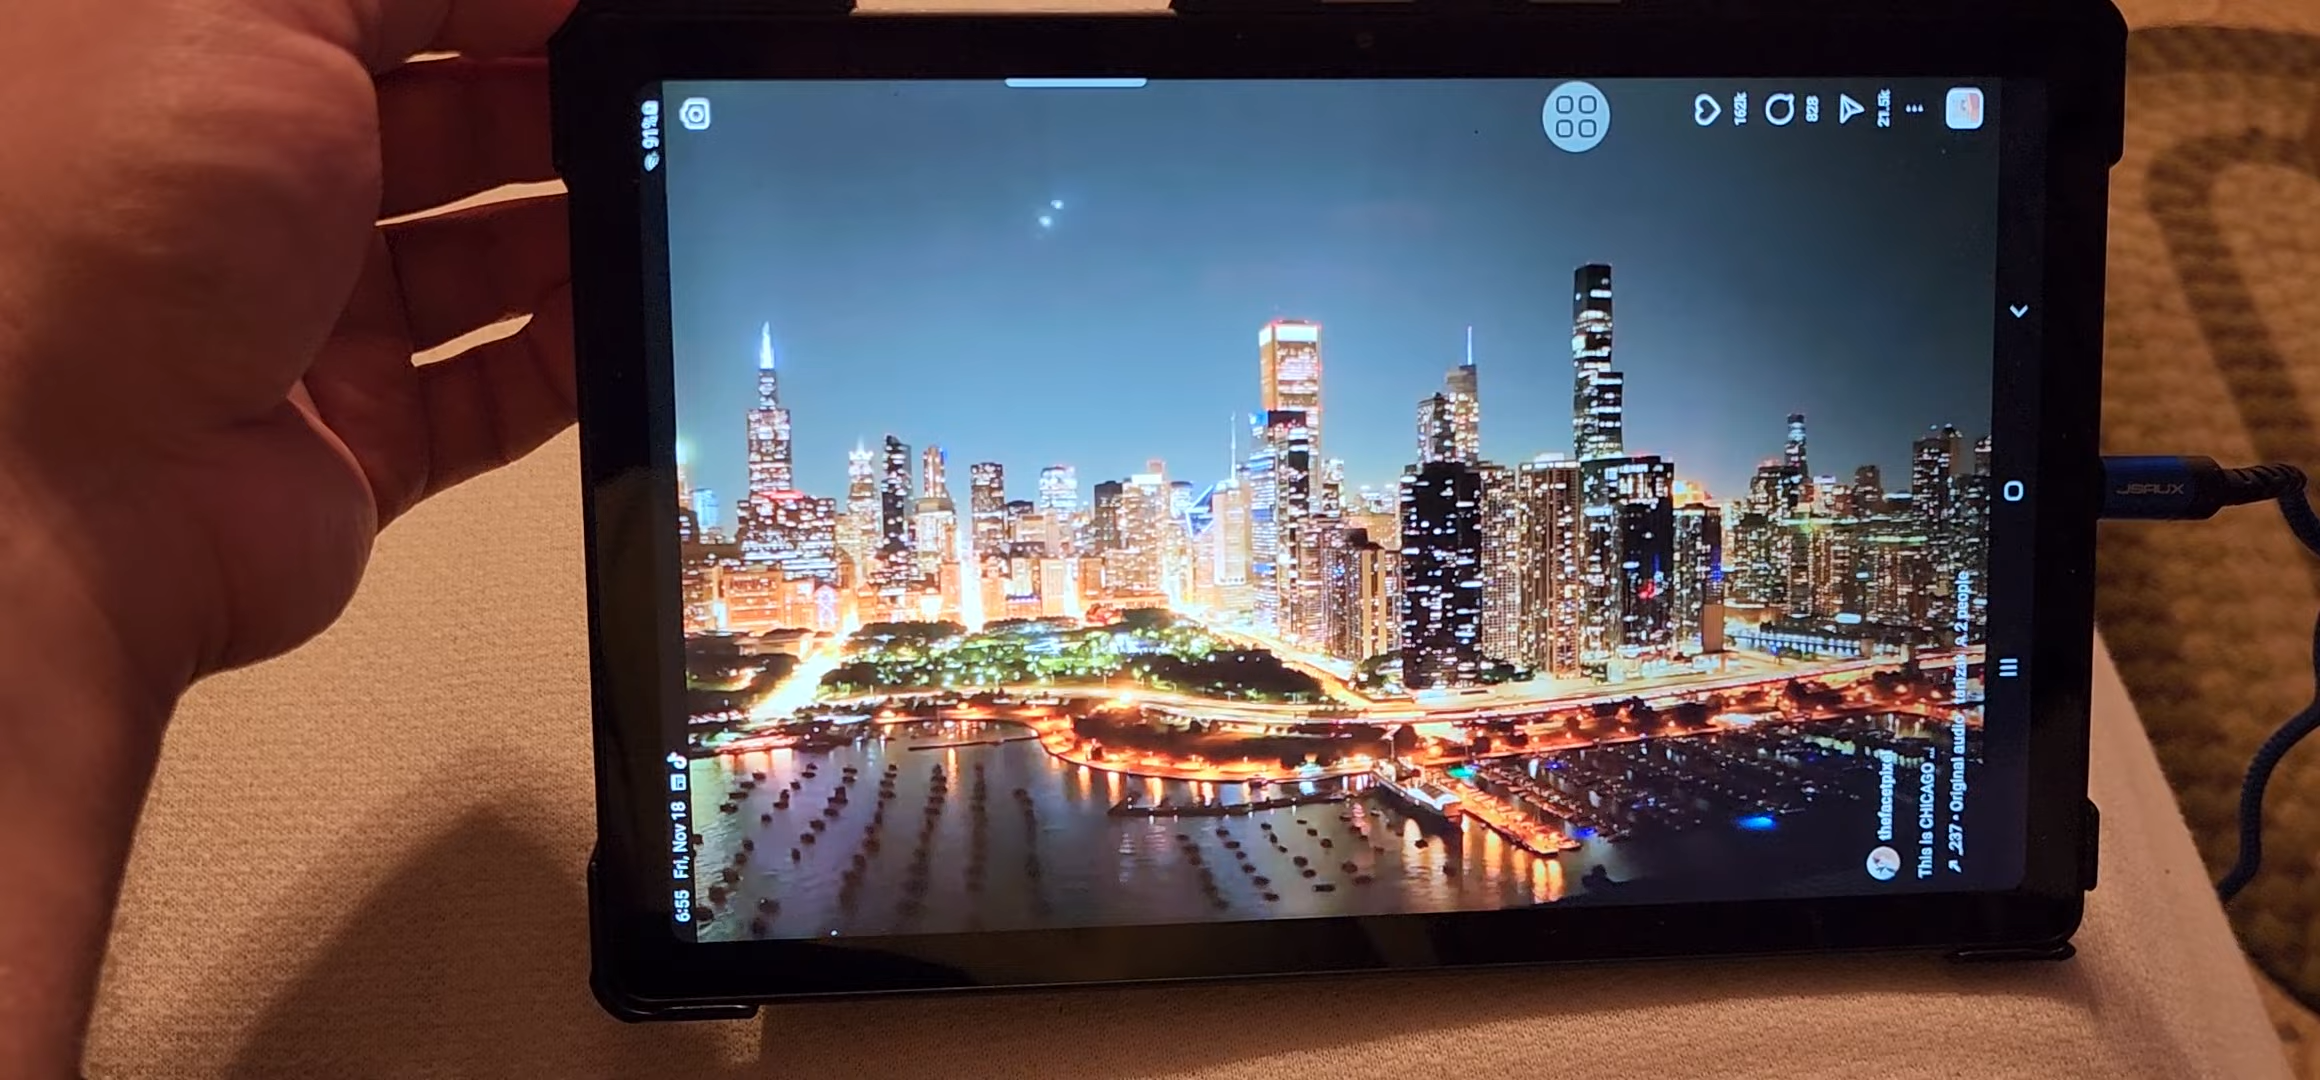 6:55 Fri, Nov 18
91%
162k
828
21.5k
thefacetpixel
This is CHICAGO ...
237 • Original audio
2 people
JSAUX